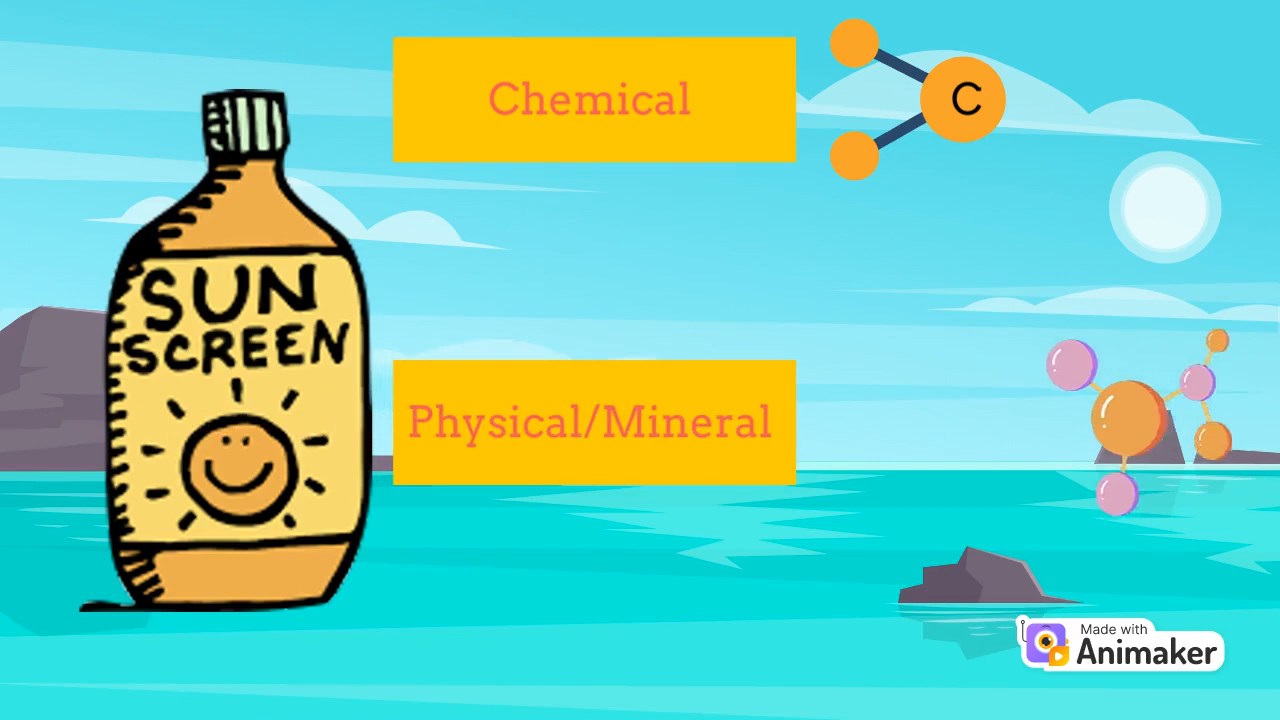 Chemical
C
SUN
SCREEN
Physical/Mineral
Made with
Animaker